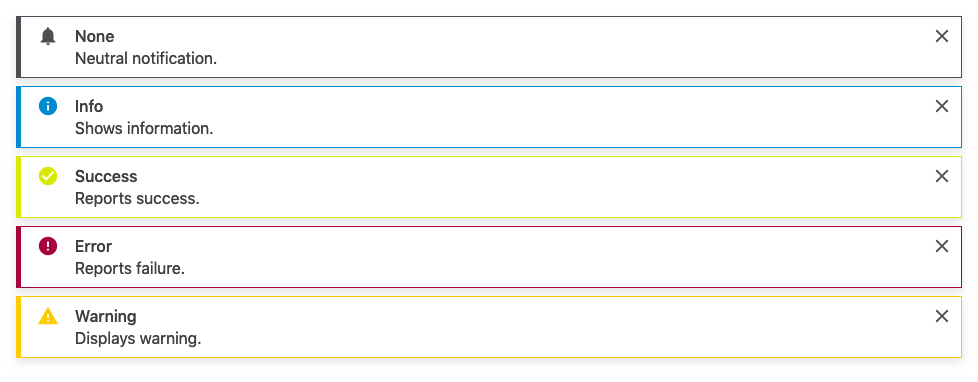 None
Neutral notification.
Info
Shows information.
Success
Reports success.
Error
Reports failure.
Warning
Displays warning.